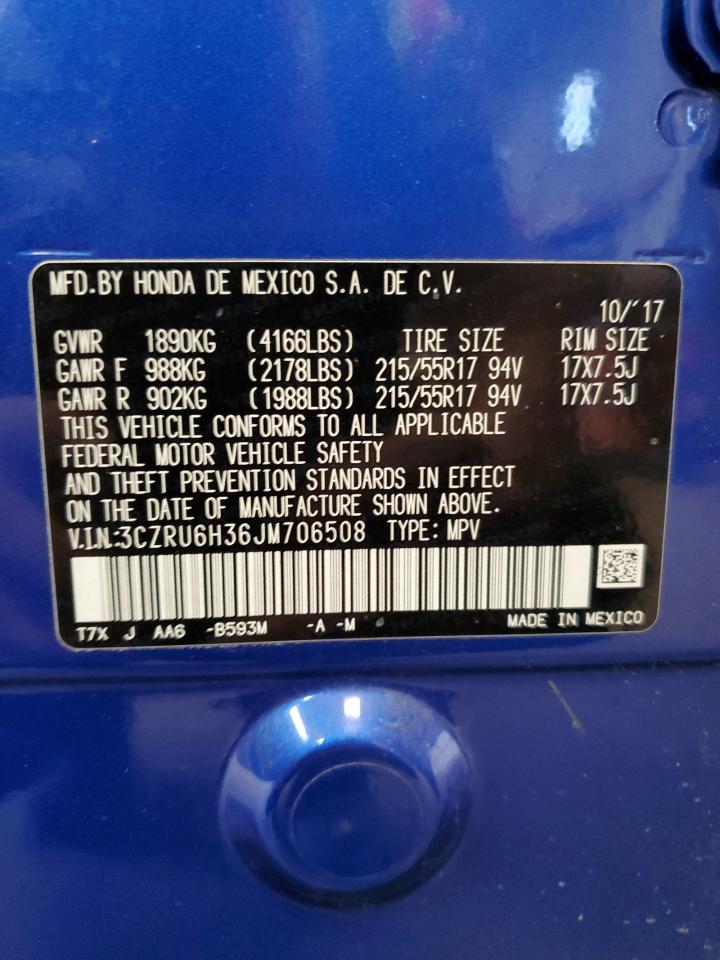 MFD.BY HONDA DE MEXICO S.A. DE C.V.
10/'17
GVWR 1890KG (4166LBS) TIRE SIZE RIM SIZE
GAWR F 988KG (2178LBS) 215/55R17 94V 17X7.5J
GAWR R 902KG (1988LBS) 215/55R17 94V 17X7.5J
THIS VEHICLE CONFORMS TO ALL APPLICABLE
FEDERAL MOTOR VEHICLE SAFETY
AND THEFT PREVENTION STANDARDS IN EFFECT
ON THE DATE OF MANUFACTURE SHOWN ABOVE.
V.I.N.:3CZRU6H36JM706508 TYPE: MPV
T7X J AA6 -B593M -A -M MADE IN MEXICO